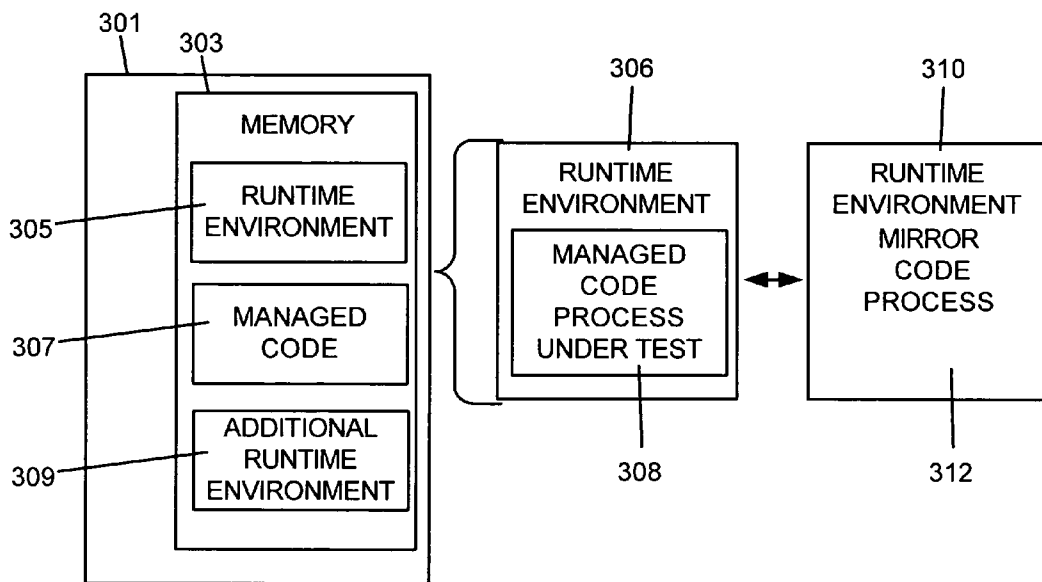 301
303
MEMORY
305
RUNTIME
ENVIRONMENT
307
MANAGED
CODE
309
ADDITIONAL
RUNTIME
ENVIRONMENT
306
RUNTIME
ENVIRONMENT
MANAGED
CODE
PROCESS
UNDER TEST
308
310
RUNTIME
ENVIRONMENT
MIRROR
CODE
PROCESS
312